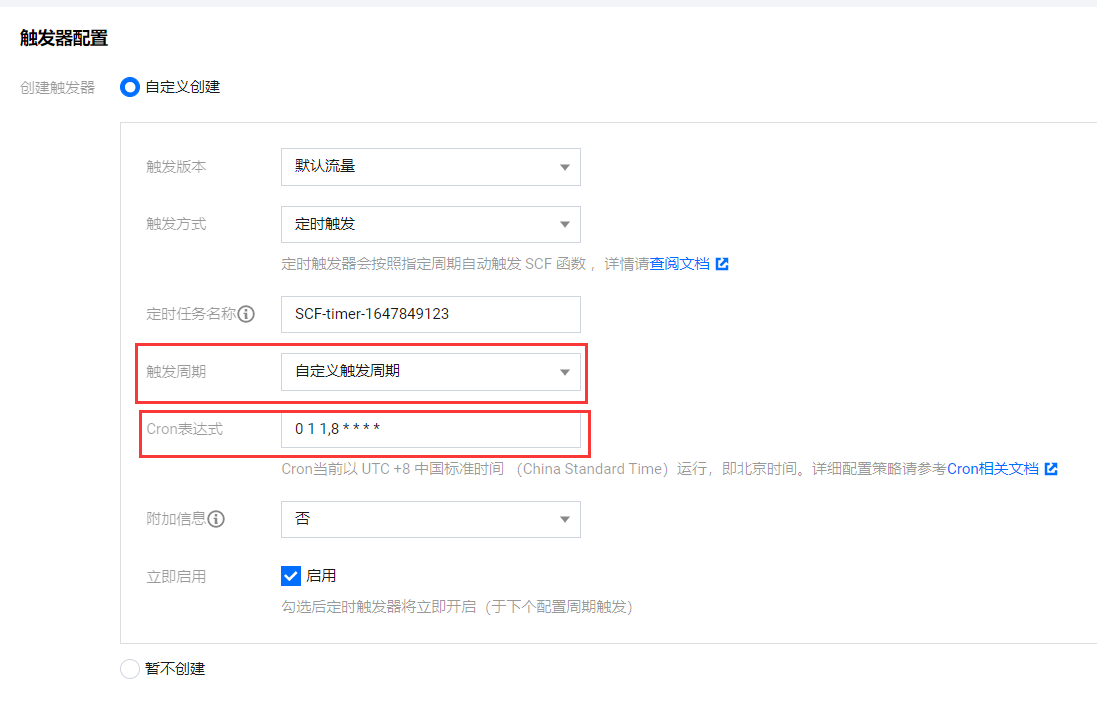 触发器配置
创建触发器 自定义创建
触发版本 默认流量
触发方式 定时触发
定时触发器会按照指定周期自动触发 SCF 函数 ，详情请查阅文档
定时任务名称 SCF-timer-1647849123
触发周期 自定义触发周期
Cron表达式 0 1 1,8 * * * *
Cron当前以 UTC +8 中国标准时间 （China Standard Time）运行，即北京时间。详细配置策略请参考Cron相关文档
附加信息 否
立即启用 启用
勾选后定时触发器将立即开启（于下个配置周期触发）
暂不创建